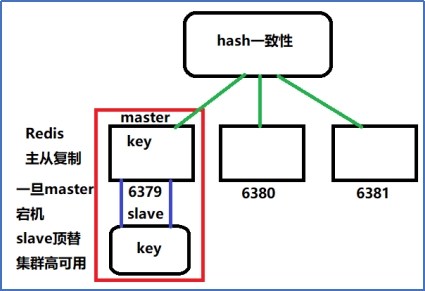 hash一致性
master
Redis
key
主从复制
一旦master
6379
6380
6381
宕机
slave
slave顶替
key
集群高可用